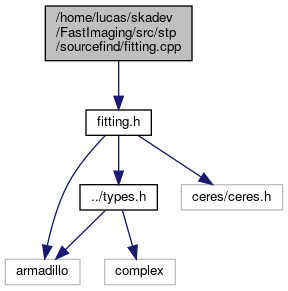 /home/lucas/skadev
/FastImaging/src/stp
/sourcefind/fitting.cpp
fitting.h
../types.h
ceres/ceres.h
armadillo
complex